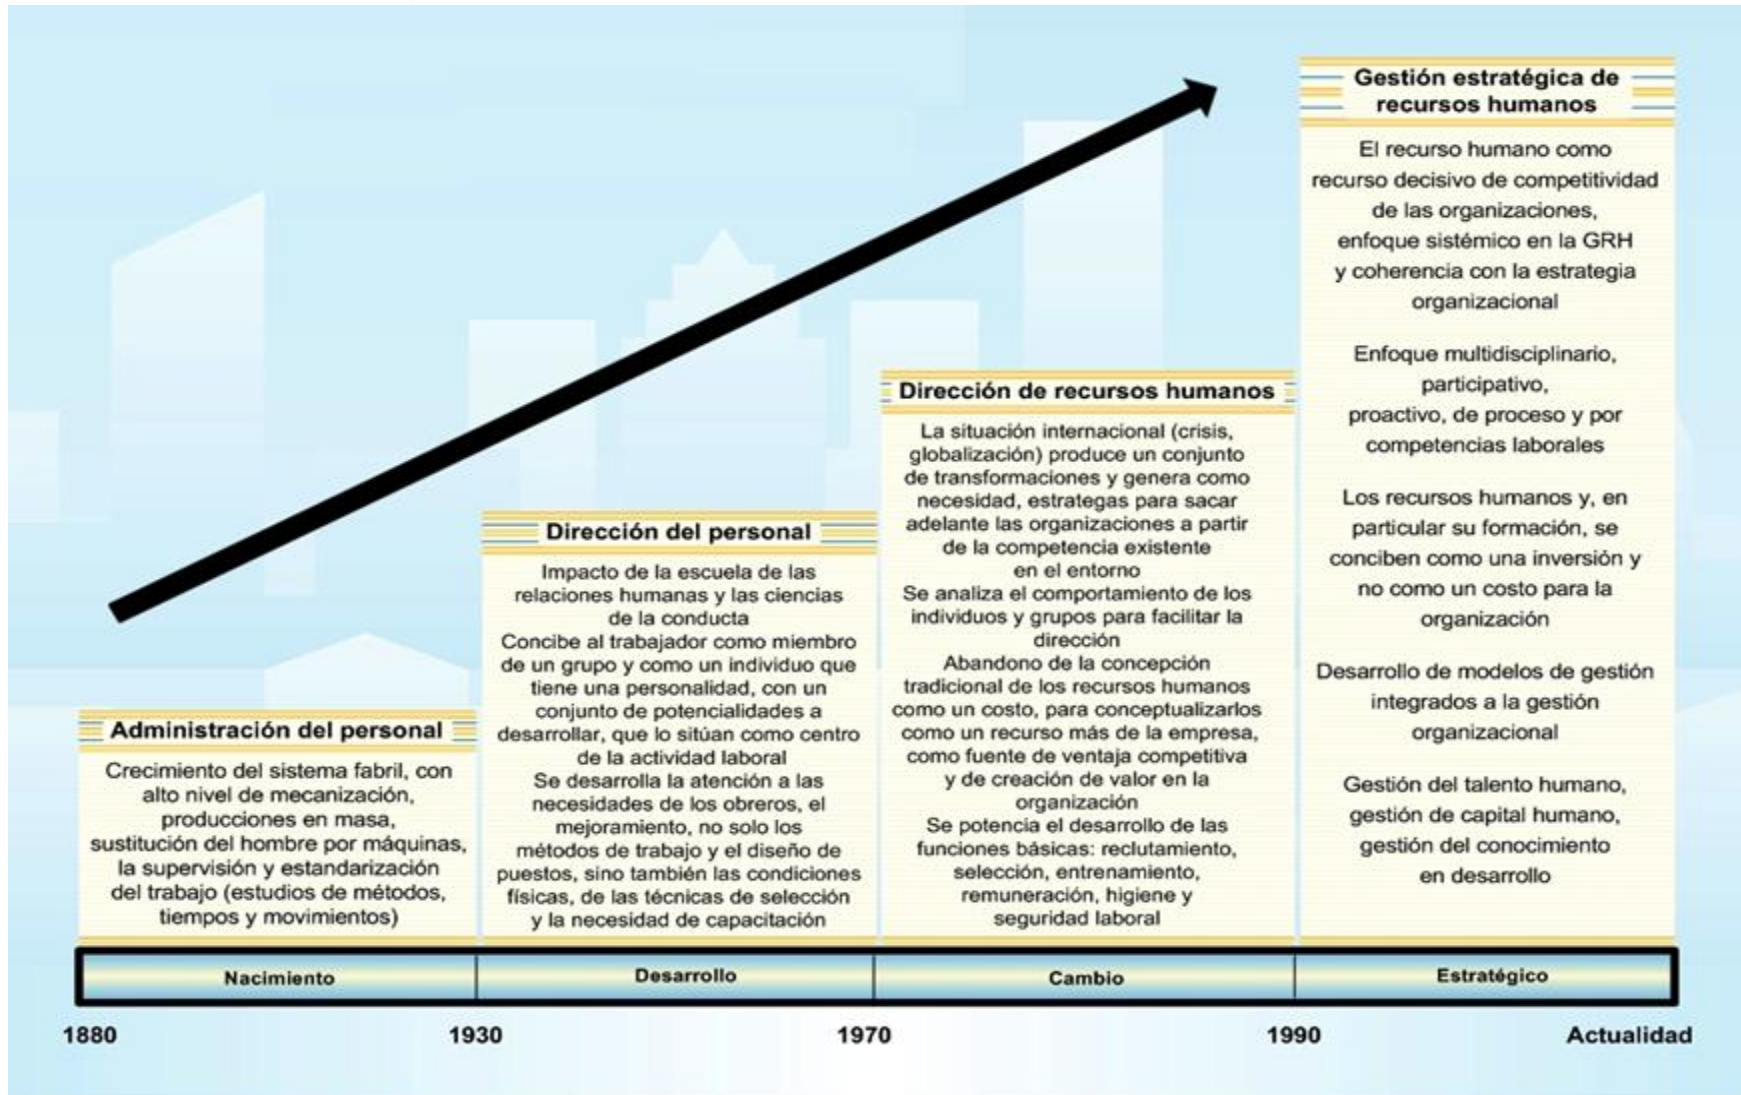 Gestión estratégica de
recursos humanos
El recurso humano como
recurso decisivo de competitividad
de las organizaciones,
enfoque sistémico en la GRH
y coherencia con la estrategia
organizacional
Enfoque multidisciplinario,
participativo,
proactivo, de proceso y por
competencias laborales
Los recursos humanos y, en
particular su formación, se
conciben como una inversión y
no como un costo para la
organización
Desarrollo de modelos de gestión
integrados a la gestión
organizacional
Gestión del talento humano,
gestión de capital humano,
gestión del conocimiento
en desarrollo
Dirección de recursos humanos
La situación internacional (crisis,
globalización) produce un conjunto
de transformaciones y genera como
necesidad, estrategas para sacar
adelante las organizaciones a partir
de la competencia existente
en el entorno
Se analiza el comportamiento de los
individuos y grupos para facilitar la
dirección
Abandono de la concepción
tradicional de los recursos humanos
como un costo, para conceptualizarlos
como un recurso más de la empresa,
como fuente de ventaja competitiva
y de creación de valor en la
organización
Se potencia el desarrollo de las
funciones básicas: reclutamiento,
selección, entrenamiento,
remuneración, higiene y
seguridad laboral
Dirección del personal
Impacto de la escuela de las
relaciones humanas y las ciencias
de la conducta
Concibe al trabajador como miembro
de un grupo y como un individuo que
tiene una personalidad, con un
conjunto de potencialidades a
desarrollar, que lo sitúan como centro
de la actividad laboral
Se desarrolla la atención a las
necesidades de los obreros, el
mejoramiento, no solo los
métodos de trabajo y el diseño de
puestos, sino también las condiciones
físicas, de las técnicas de selección
y la necesidad de capacitación
Administración del personal
Crecimiento del sistema fabril, con
alto nivel de mecanización,
producciones en masa,
sustitución del hombre por máquinas,
la supervisión y estandarización
del trabajo (estudios de métodos,
tiempos y movimientos)
Nacimiento
Desarrollo
Cambio
Estratégico
1880
1930
1970
1990
Actualidad